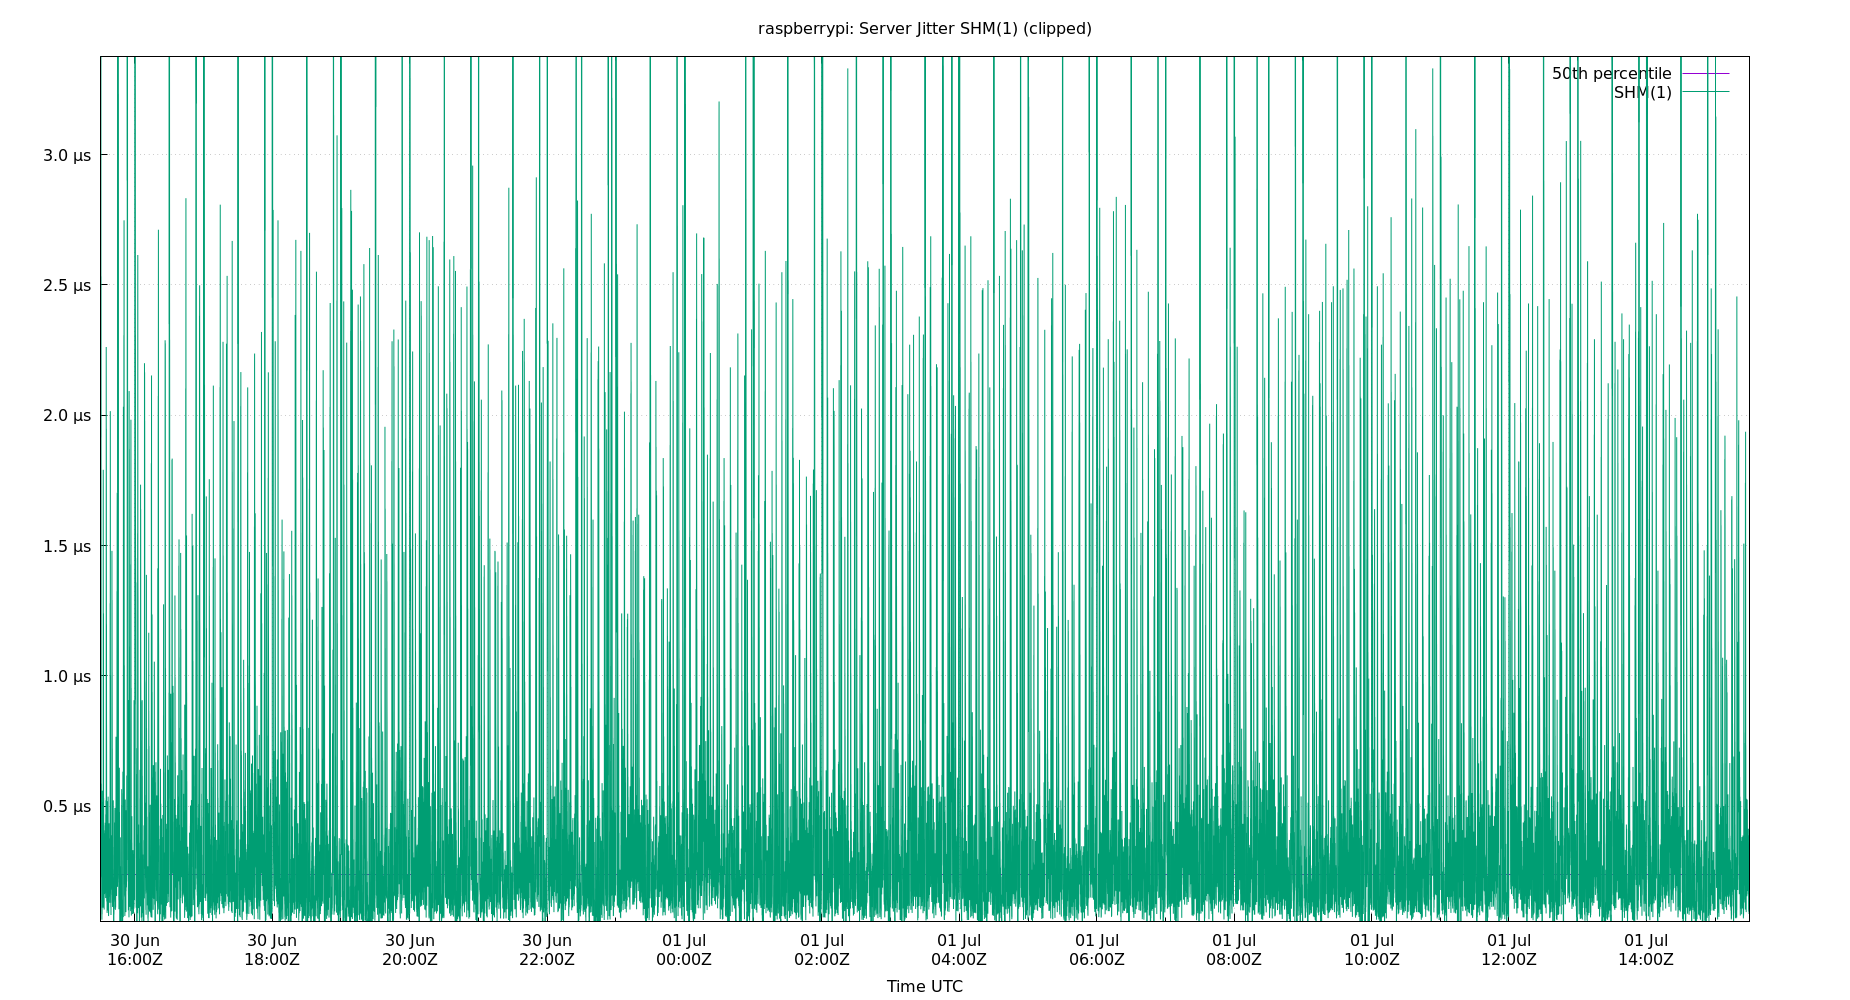 raspberrypi: Server Jitter SHM(1) (clipped)
50th percentile
SHM(1)
3.0 µs
2.5 µs
2.0 µs
1.5 µs
1.0 µs
0.5 µs
30 Jun 30 Jun 30 Jun 30 Jun 01 Jul 01 Jul 01 Jul 01 Jul 01 Jul 01 Jul 01 Jul 01 Jul
16:00Z 18:00Z 20:00Z 22:00Z 00:00Z 02:00Z 04:00Z 06:00Z 08:00Z 10:00Z 12:00Z 14:00Z
Time UTC